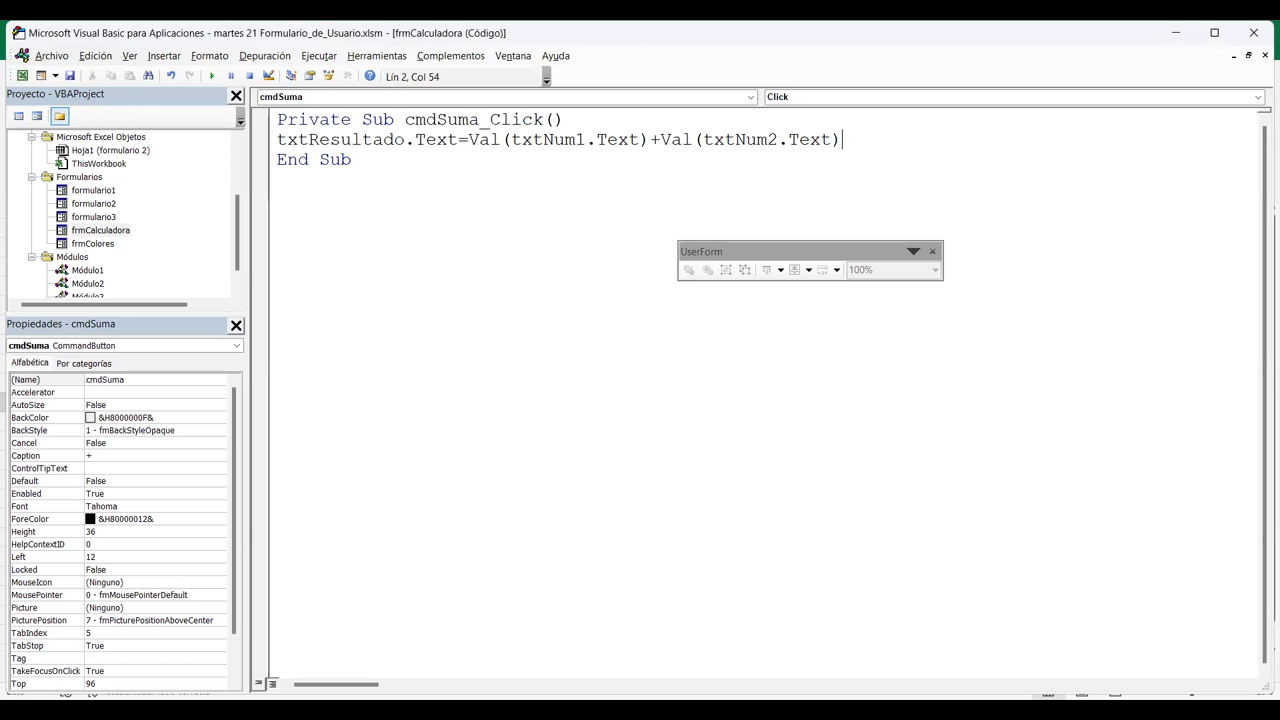 Microsoft Visual Basic para Aplicaciones - martes 21 Formulario_de_Usuario.xlsm - [frmCalculadora (Código)]
Archivo Edición Ver Insertar Formato Depuración Ejecutar Herramientas Complementos Ventana Ayuda
Lín 2, Col 54
Proyecto - VBAProject
Microsoft Excel Objetos
Hoja1 (formulario 2)
ThisWorkbook
Formularios
formulario1
formulario2
formulario3
frmCalculadora
frmColores
Módulos
Módulo1
Módulo2
Propiedades - cmdSuma
cmdSuma CommandButton
Alfabética Por categorías
(Name) cmdSuma
Accelerator
AutoSize False
BackColor &H8000000F&
BackStyle 1 - fmBackStyleOpaque
Cancel False
Caption +
ControlTipText
Default False
Enabled True
Font Tahoma
ForeColor &H80000012&
Height 36
HelpContextID 0
Left 12
Locked False
MouseIcon (Ninguno)
MousePointer 0 - fmMousePointerDefault
Picture (Ninguno)
PicturePosition 7 - fmPicturePositionAboveCenter
TabIndex 5
TabStop True
Tag
TakeFocusOnClick True
Top 96
cmdSuma Click
Private Sub cmdSuma_Click()
txtResultado.Text=Val(txtNum1.Text)+Val(txtNum2.Text)
End Sub
UserForm
100%